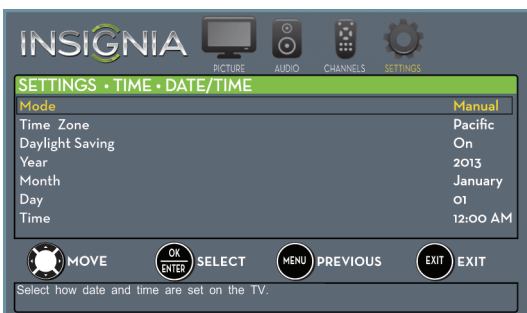 INSIGNIA
PICTURE AUDIO CHANNELS SETTINGS
SETTINGS • TIME • DATE/TIME
Mode Manual
Time Zone Pacific
Daylight Saving On
Year 2013
Month January
Day 01
Time 12:00 AM
MOVE OK ENTER SELECT MENU PREVIOUS EXIT EXIT
Select how date and time are set on the TV.